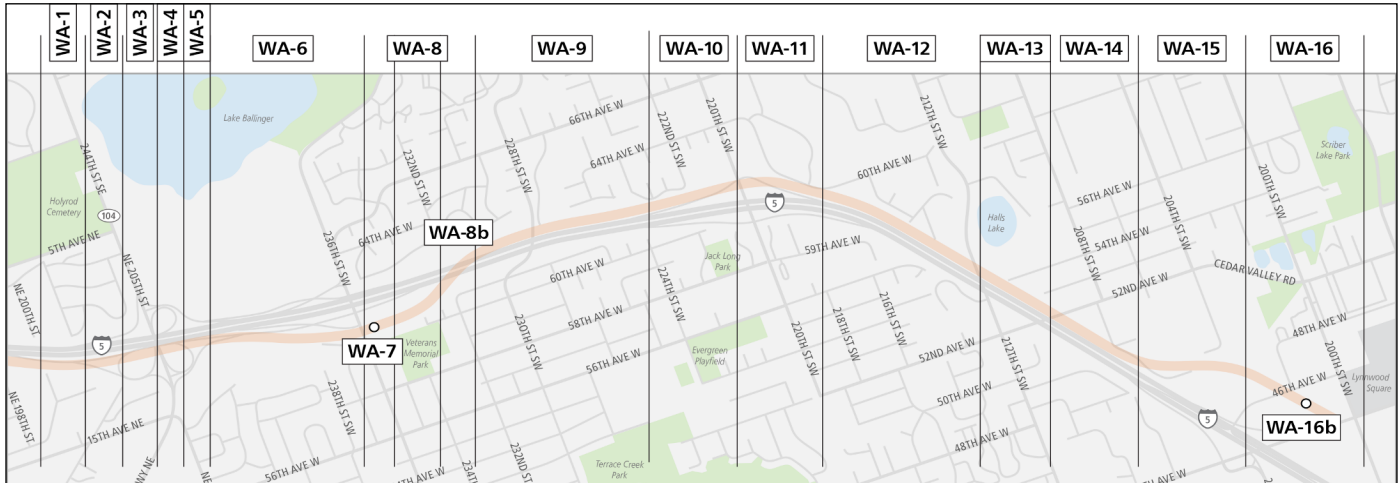 WA-1
WA-2
WA-3
WA-4
WA-5
WA-6
WA-8
WA-9
WA-10
WA-11
WA-12
WA-13
WA-14
WA-15
WA-16
Lake Ballinger
66TH AVE W
222ND ST SW
220TH ST SW
212TH ST SW
Scriber
Lake Park
244TH ST SE
232ND ST SW
228TH ST SW
64TH AVE W
60TH AVE W
56TH AVE W
200TH ST SW
Holyrod
Cemetery
104
5
Halls
Lake
204TH ST SW
5TH AVE NE
64TH AVE W
WA-8b
236TH ST SW
59TH AVE W
54TH AVE W
208TH ST SW
Jack Long
Park
60TH AVE W
224TH ST SW
52ND AVE W
CEDAR VALLEY RD
NE 200TH ST
NE 205TH ST
58TH AVE W
230TH ST SW
218TH ST SW
216TH ST SW
48TH AVE W
5
WA-7
Veterans
Memorial
Park
56TH AVE W
Evergreen
Playfield
220TH ST SW
52ND AVE W
212TH ST SW
200TH ST SW
Lynnwood
Square
238TH ST SW
50TH AVE W
46TH AVE W
NE 198TH ST
15TH AVE NE
5
WA-16b
48TH AVE W
56TH AVE W
232ND ST
234T
Terrace Creek
Park
WY NE
NE
AVE W
AVE W